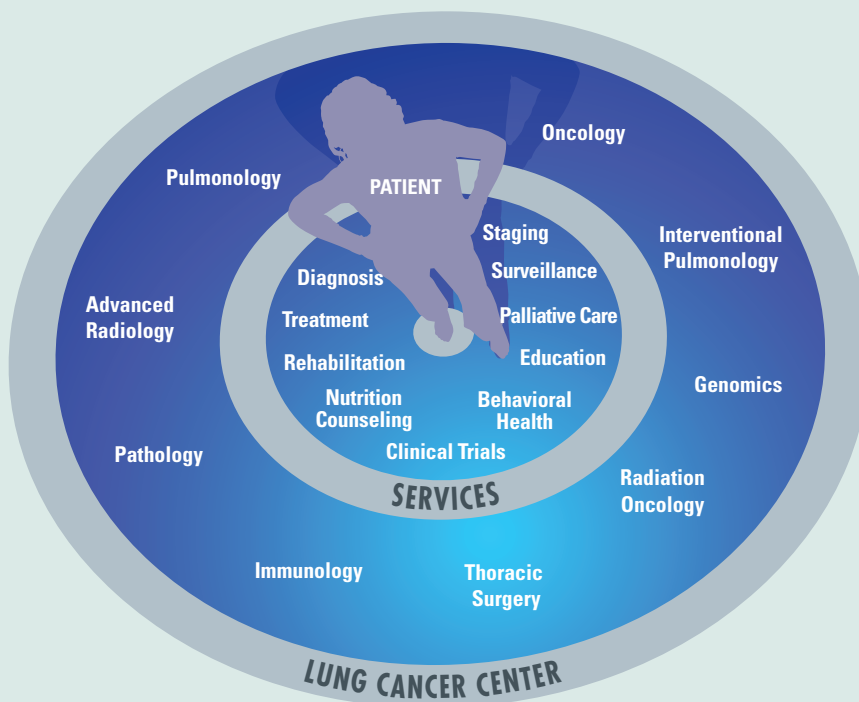 Oncology
Pulmonology
PATIENT
Staging
Interventional
Pulmonology
Diagnosis
Surveillance
Advanced
Radiology
Treatment
Palliative Care
Rehabilitation
Education
Genomics
Nutrition
Counseling
Behavioral
Health
Pathology
Clinical Trials
Radiation
Oncology
SERVICES
Immunology
Thoracic
Surgery
LUNG CANCER CENTER